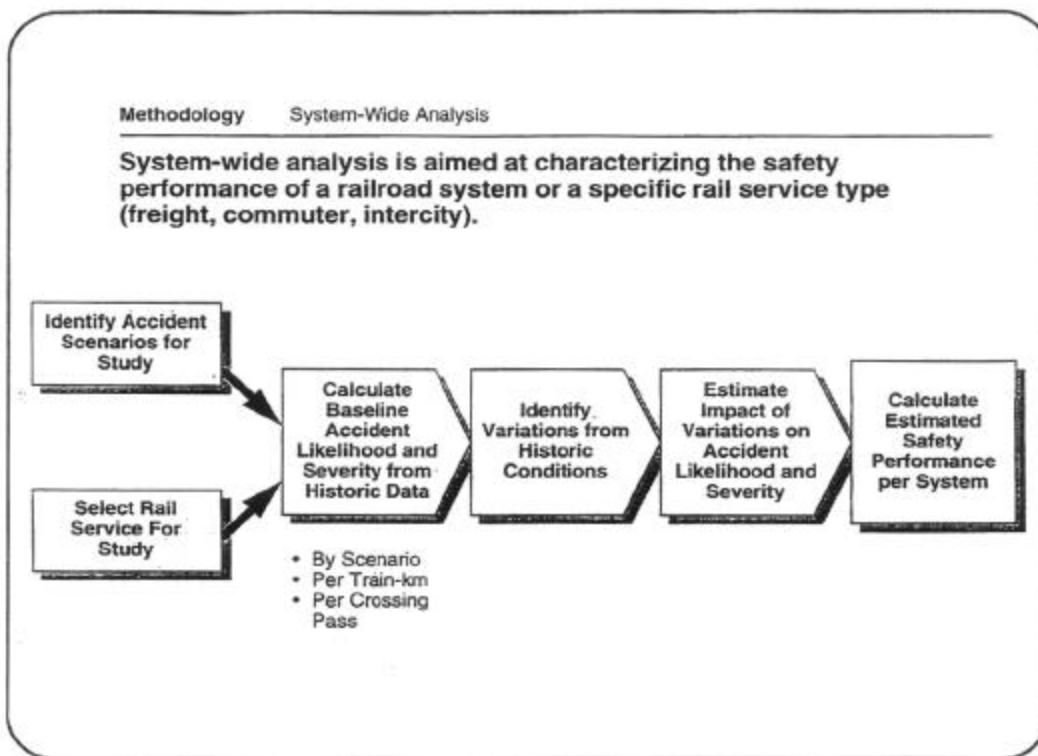 Methodology System-Wide Analysis
System-wide analysis is aimed at characterizing the safety
performance of a railroad system or a specific rail service type
(freight, commuter, intercity).
Identify Accident
Scenarios for
Study
Select Rail
Service For
Study
Calculate
Baseline
Accident
Likelihood and
Severity from
Historic Data
• By Scenario
• Per Train-km
• Per Crossing
Pass
Identify
Variations from
Historic
Conditions
Estimate
Impact of
Variations on
Accident
Likelihood and
Severity
Calculate
Estimated
Safety
Performance
per System